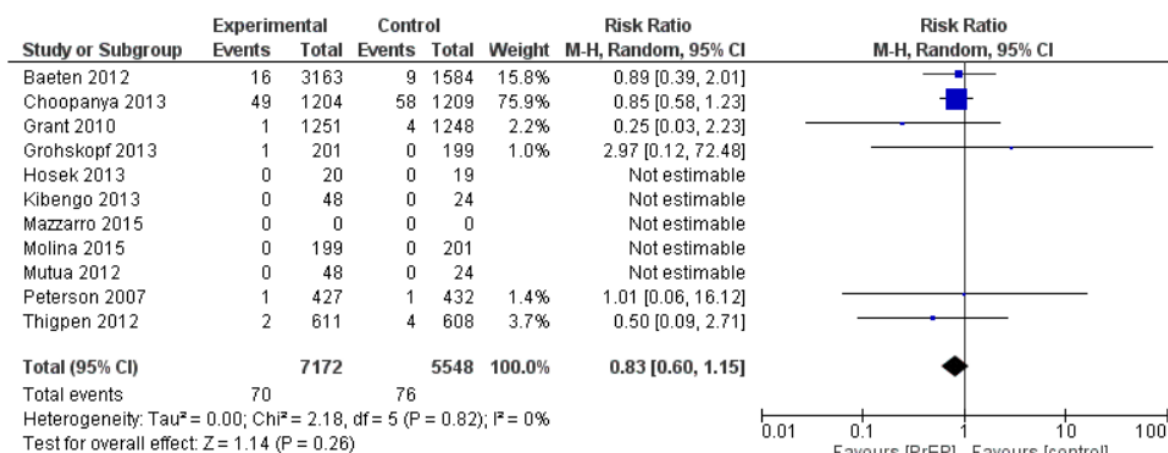 Experimental Control Risk Ratio Risk Ratio
Study or Subgroup Events Total Events Total Weight M-H, Random, 95% CI M-H, Random, 95% CI
Baeten 2012 16 3163 9 1584 15.8% 0.89 [0.39, 2.01]
Choopanya 2013 49 1204 58 1209 75.9% 0.85 [0.58, 1.23]
Grant 2010 1 1251 4 1248 2.2% 0.25 [0.03, 2.23]
Grohskopf 2013 1 201 0 199 1.0% 2.97 [0.12, 72.48]
Hosek 2013 0 20 0 19 Not estimable
Kibengo 2013 0 48 0 24 Not estimable
Mazzarro 2015 0 0 0 0 Not estimable
Molina 2015 0 199 0 201 Not estimable
Mutua 2012 0 48 0 24 Not estimable
Peterson 2007 1 427 1 432 1.4% 1.01 [0.06, 16.12]
Thigpen 2012 2 611 4 608 3.7% 0.50 [0.09, 2.71]
Total (95% CI) 7172 5548 100.0% 0.83 [0.60, 1.15]
Total events 70 76
Heterogeneity: Tau² = 0.00; Chi² = 2.18, df = 5 (P = 0.82); I² = 0%
Test for overall effect: Z = 1.14 (P = 0.26)
0.01 0.1 1 10 100
Favours [PrEP] Favours [control]